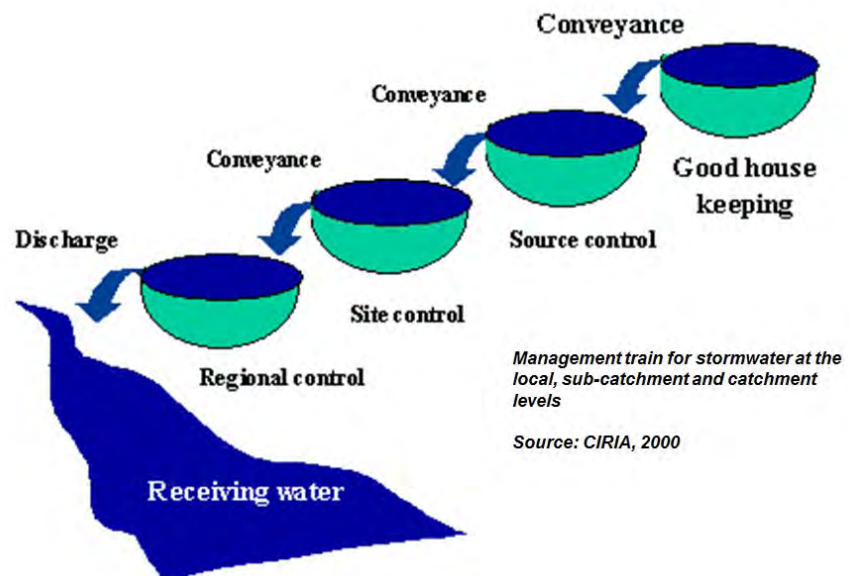 Conveyance
Conveyance
Conveyance
Good house
keeping
Discharge
Source control
Site control
Regional control
Management train for stormwater at the
local, sub-catchment and catchment
levels
Source: CIRIA, 2000
Receiving water